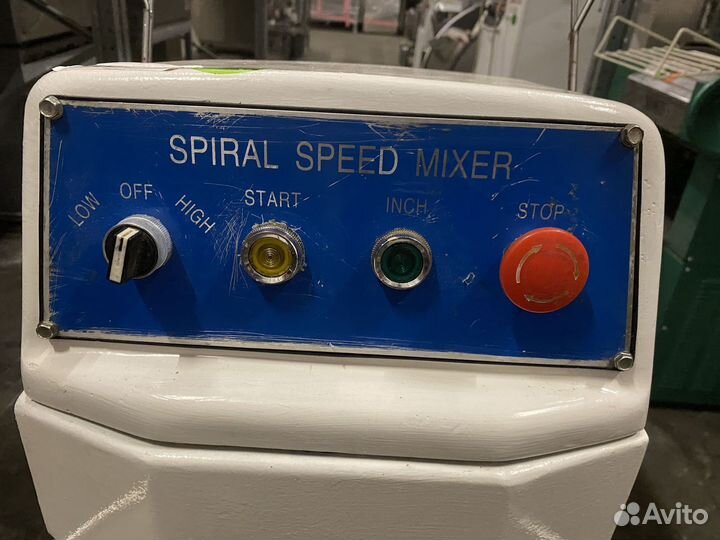 SPIRAL SPEED MIXER
LOW OFF HIGH START INCH STOP
Avito